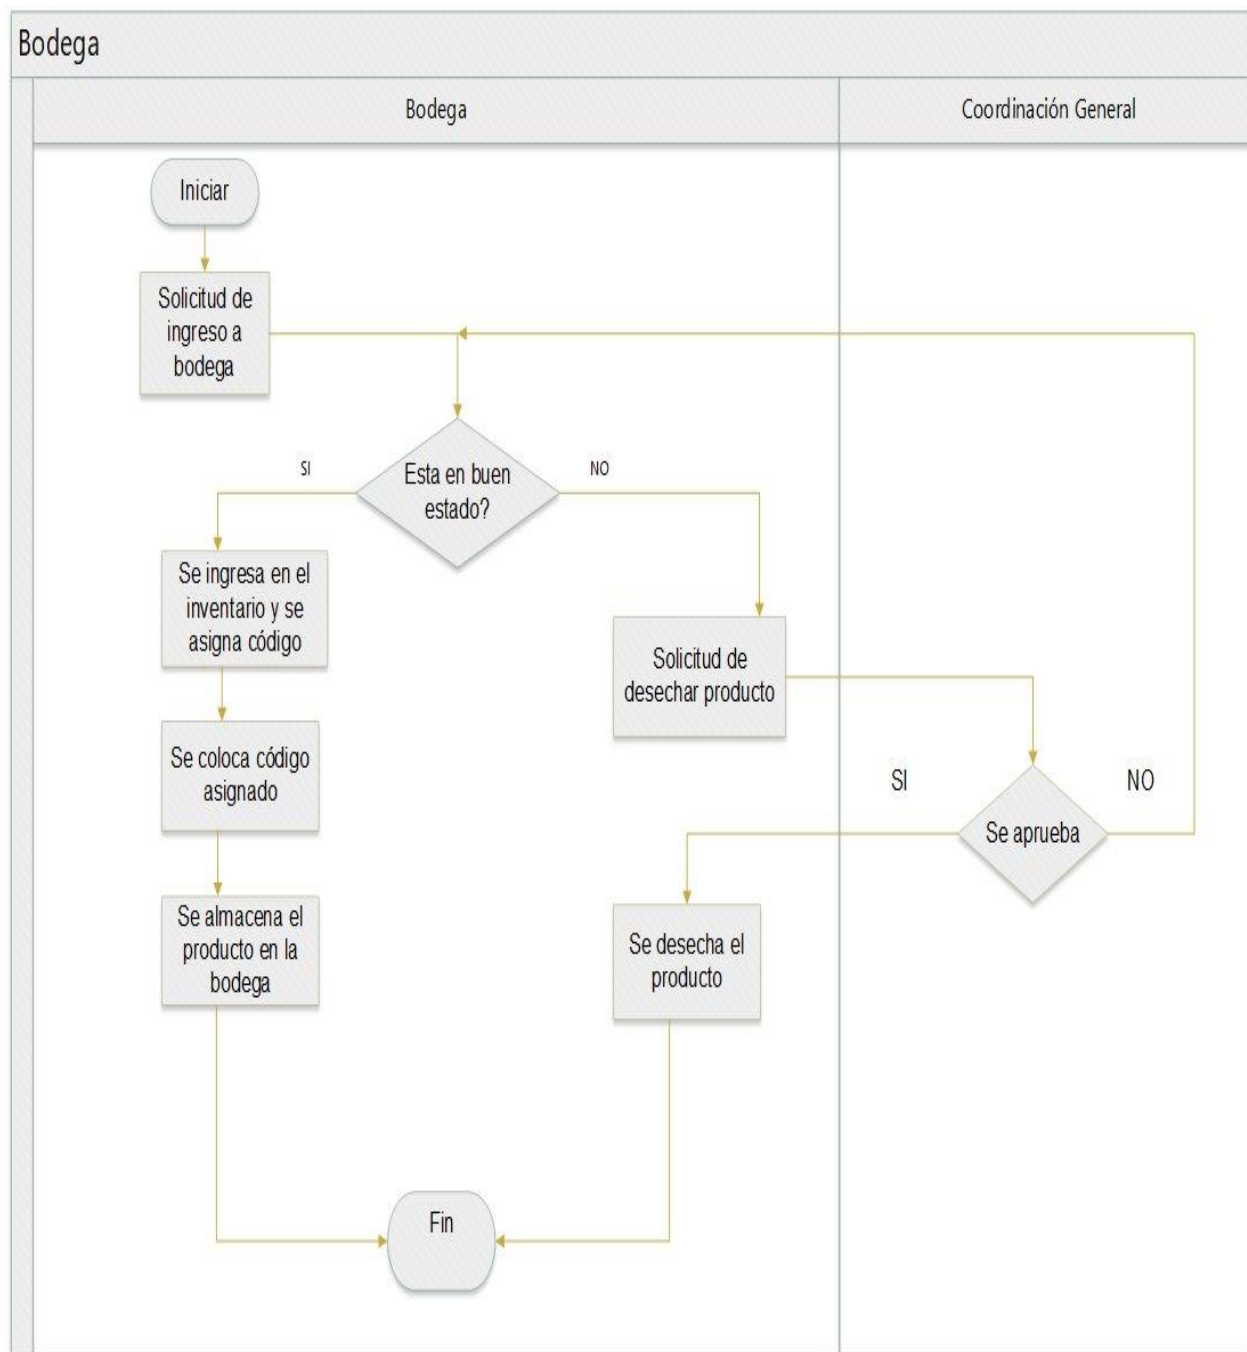 Bodega
Bodega
Coordinación General
Iniciar
Solicitud de
ingreso a
bodega
SI
Esta en buen
estado?
NO
Se ingresa en el
inventario y se
asigna código
Solicitud de
desechar producto
Se coloca código
asignado
SI
Se aprueba
NO
Se almacena el
producto en la
bodega
Se desecha el
producto
Fin